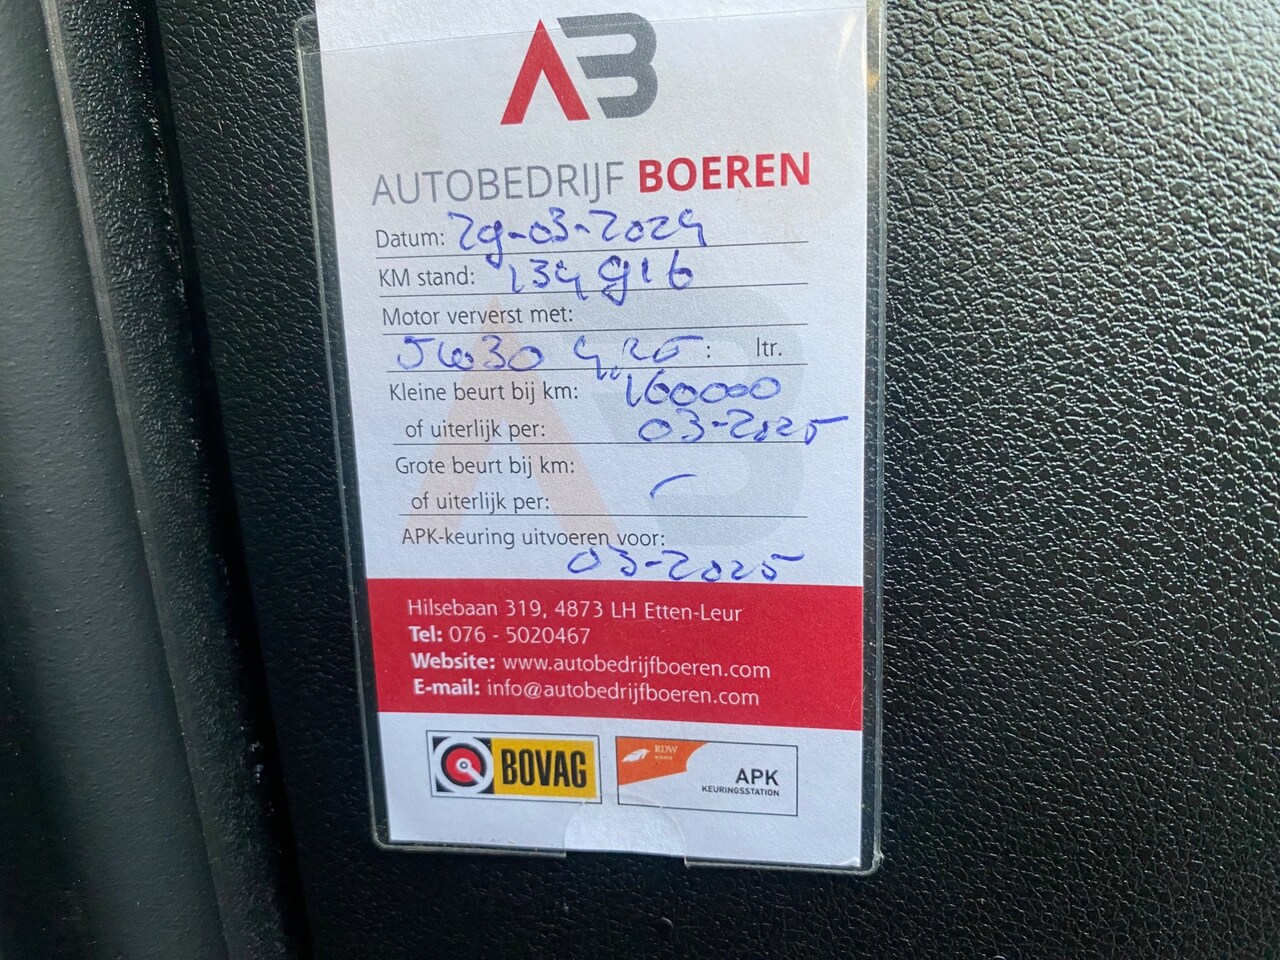 AB
AUTOBEDRIJF BOEREN
Datum: 29-03-2024
KM stand: 134916
Motor ververst met:
5W30 4,25 : ltr.
Kleine beurt bij km: 160000
of uiterlijk per: 03-2025
Grote beurt bij km:
of uiterlijk per:
APK-keuring uitvoeren voor:
03-2025
Hilsebaan 319, 4873 LH Etten-Leur
Tel: 076 - 5020467
Website: www.autobedrijfboeren.com
E-mail: info@autobedrijfboeren.com
BOVAG
RDW
APK
KEURINGSSTATION